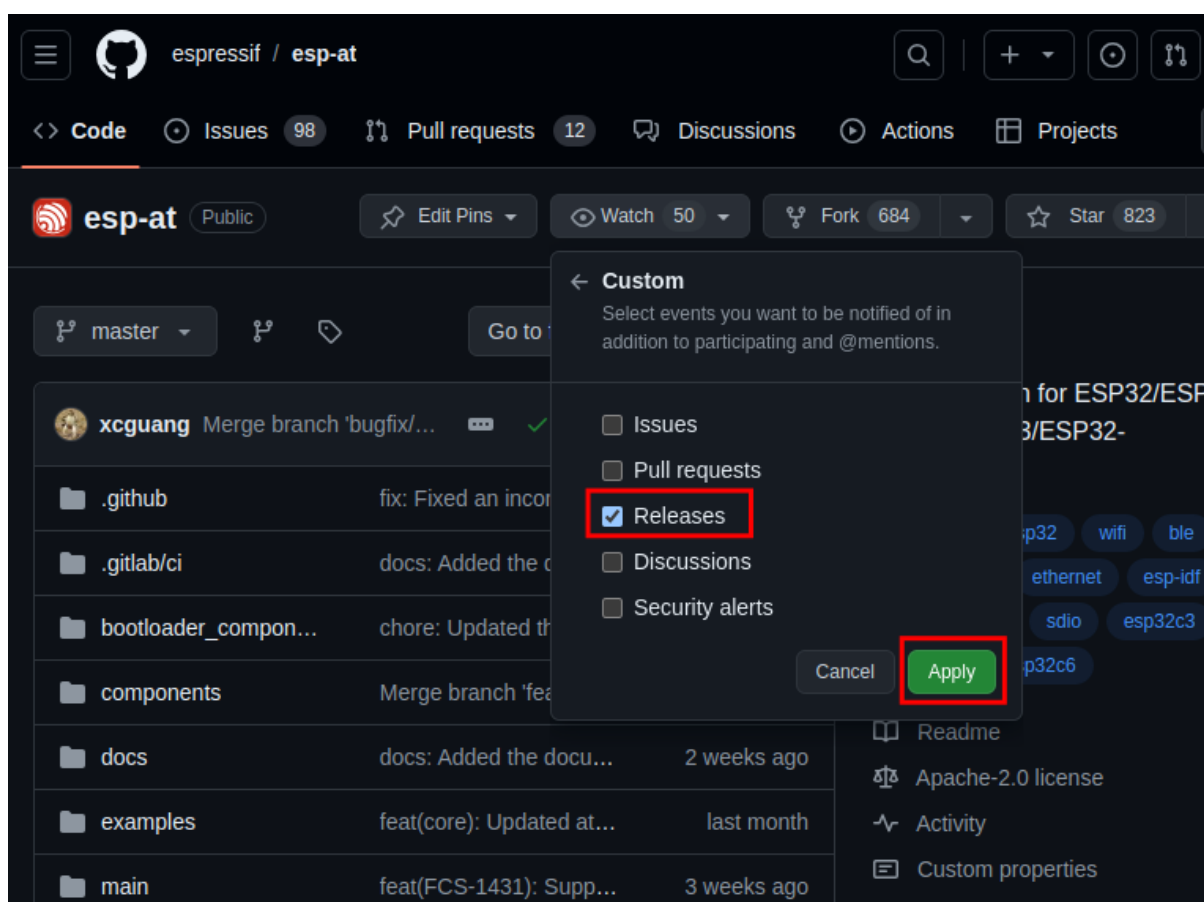 espressif / esp-at
Code Issues 98 Pull requests 12 Discussions Actions Projects
esp-at Public Edit Pins Watch 50 Fork 684 Star 823
Custom
Select events you want to be notified of in
addition to participating and @mentions.
Issues
Pull requests
Releases
Discussions
Security alerts
Cancel Apply
master Go to
for ESP32/ESP
/ESP32-
xcguang Merge branch 'bugfix/…
.github fix: Fixed an
.gitlab/ci docs: Added the
bootloader_compon… chore: Updated
components Merge branch
docs docs: Added the docu… 2 weeks ago
examples feat(core): Updated at… last month
main feat(FCS-1431): Supp… 3 weeks ago
wifi ble
ethernet esp-idf
sdio esp32c3
Readme
Apache-2.0 license
Activity
Custom properties